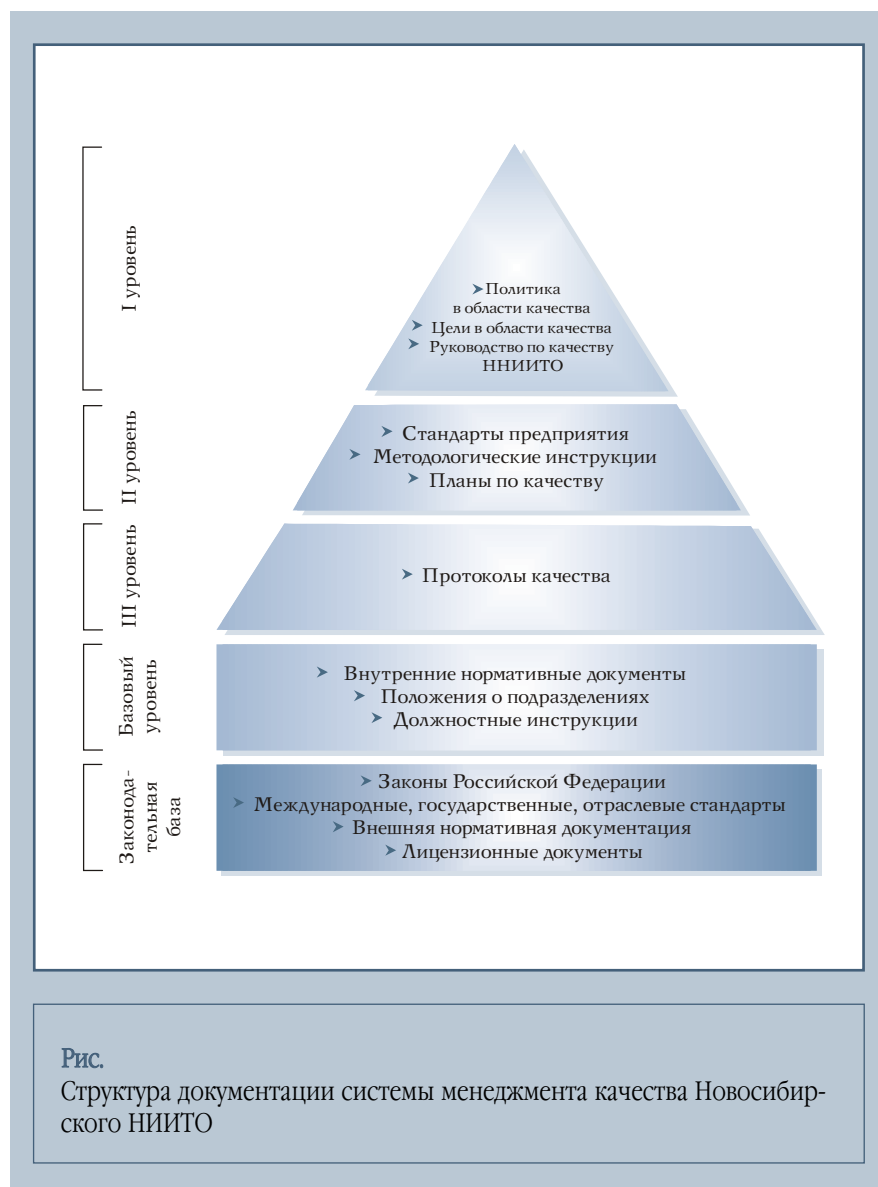 I уровень
➤Политика
в области качества
➤ Цели в области качества
➤ Руководство по качеству
ННИИТО
II уровень
➤ Стандарты предприятия
➤ Методологические инструкции
➤ Планы по качеству
III уровень
➤ Протоколы качества
Базовый
уровень
➤ Внутренние нормативные документы
➤ Положения о подразделениях
➤ Должностные инструкции
Законода-
тельная
база
➤ Законы Российской Федерации
➤ Международные, государственные, отраслевые стандарты
➤ Внешняя нормативная документация
➤ Лицензионные документы
Рис.
Структура документации системы менеджмента качества Новосибир-
ского НИИТО